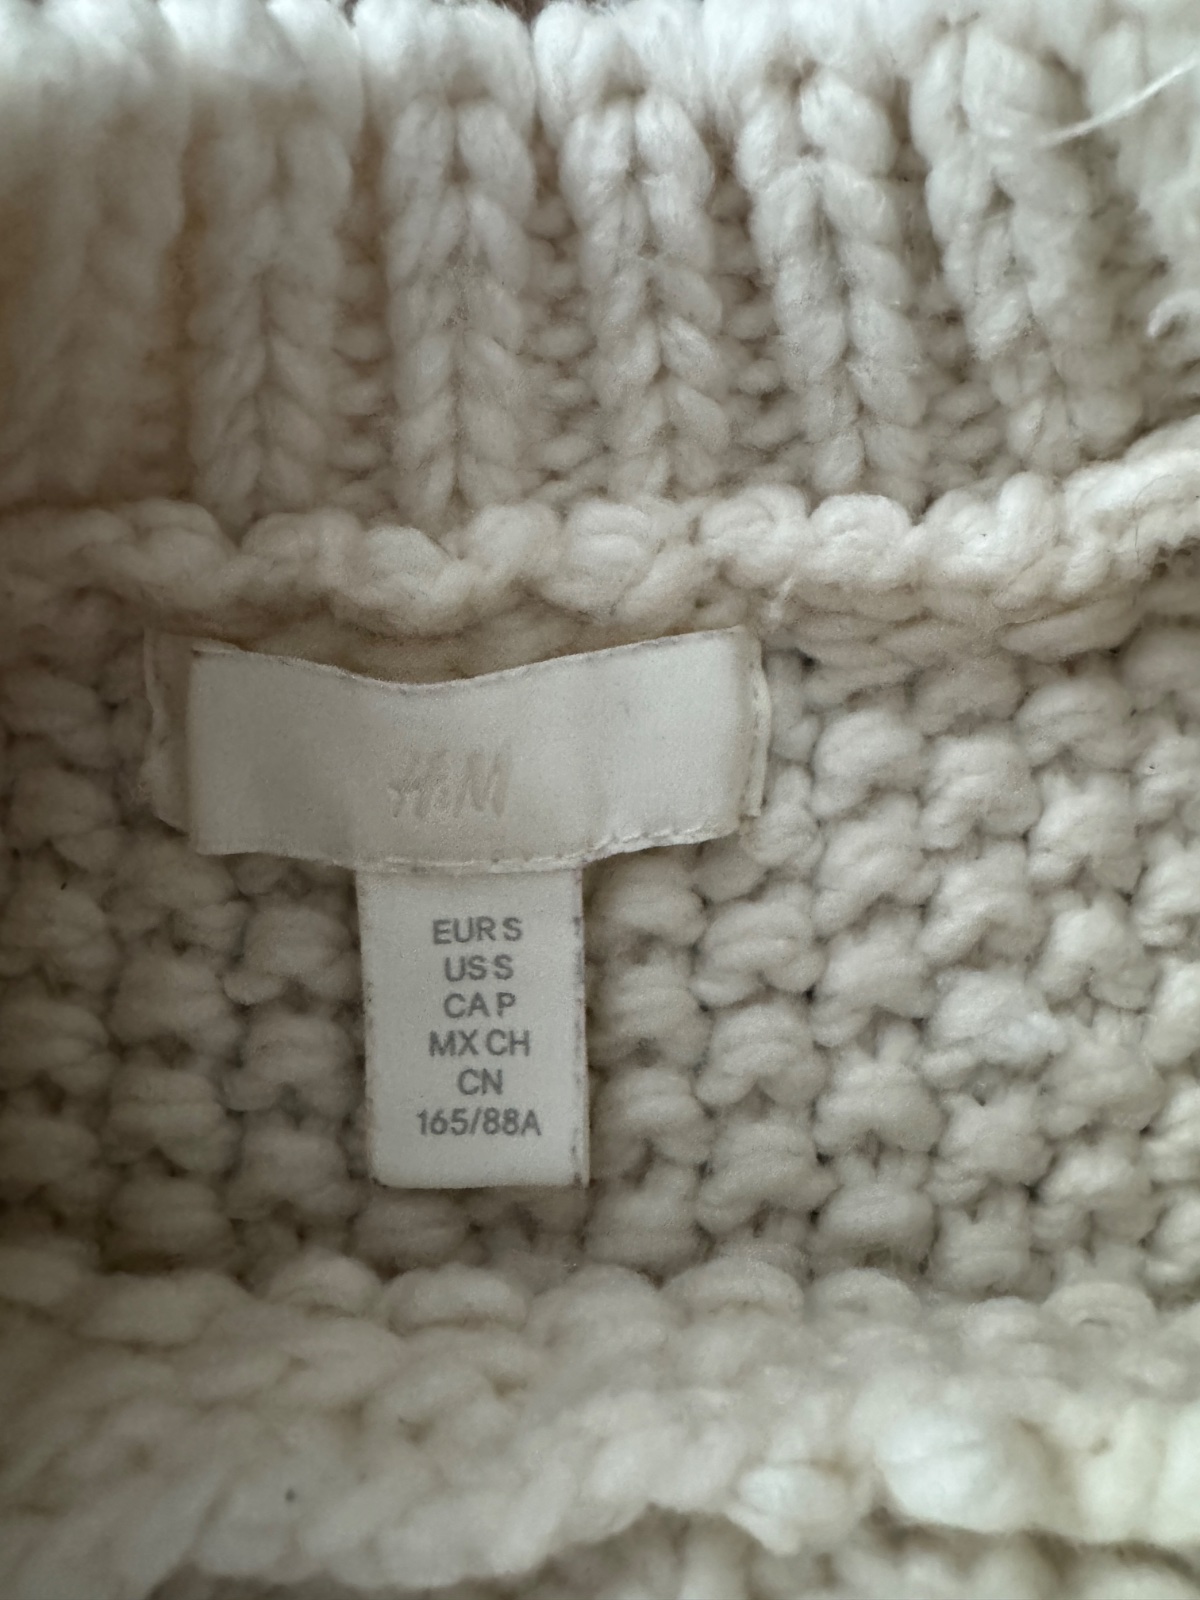 H&M
EUR S
US S
CA P
MX CH
CN
165/88A